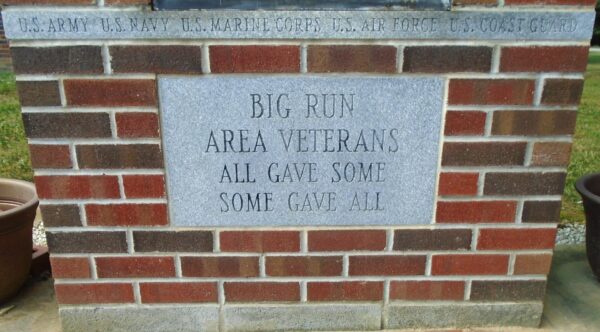 U.S. ARMY U.S. NAVY U.S. MARINE CORPS U.S. AIR FORCE U.S. COAST GUARD
BIG RUN
AREA VETERANS
ALL GAVE SOME
SOME GAVE ALL